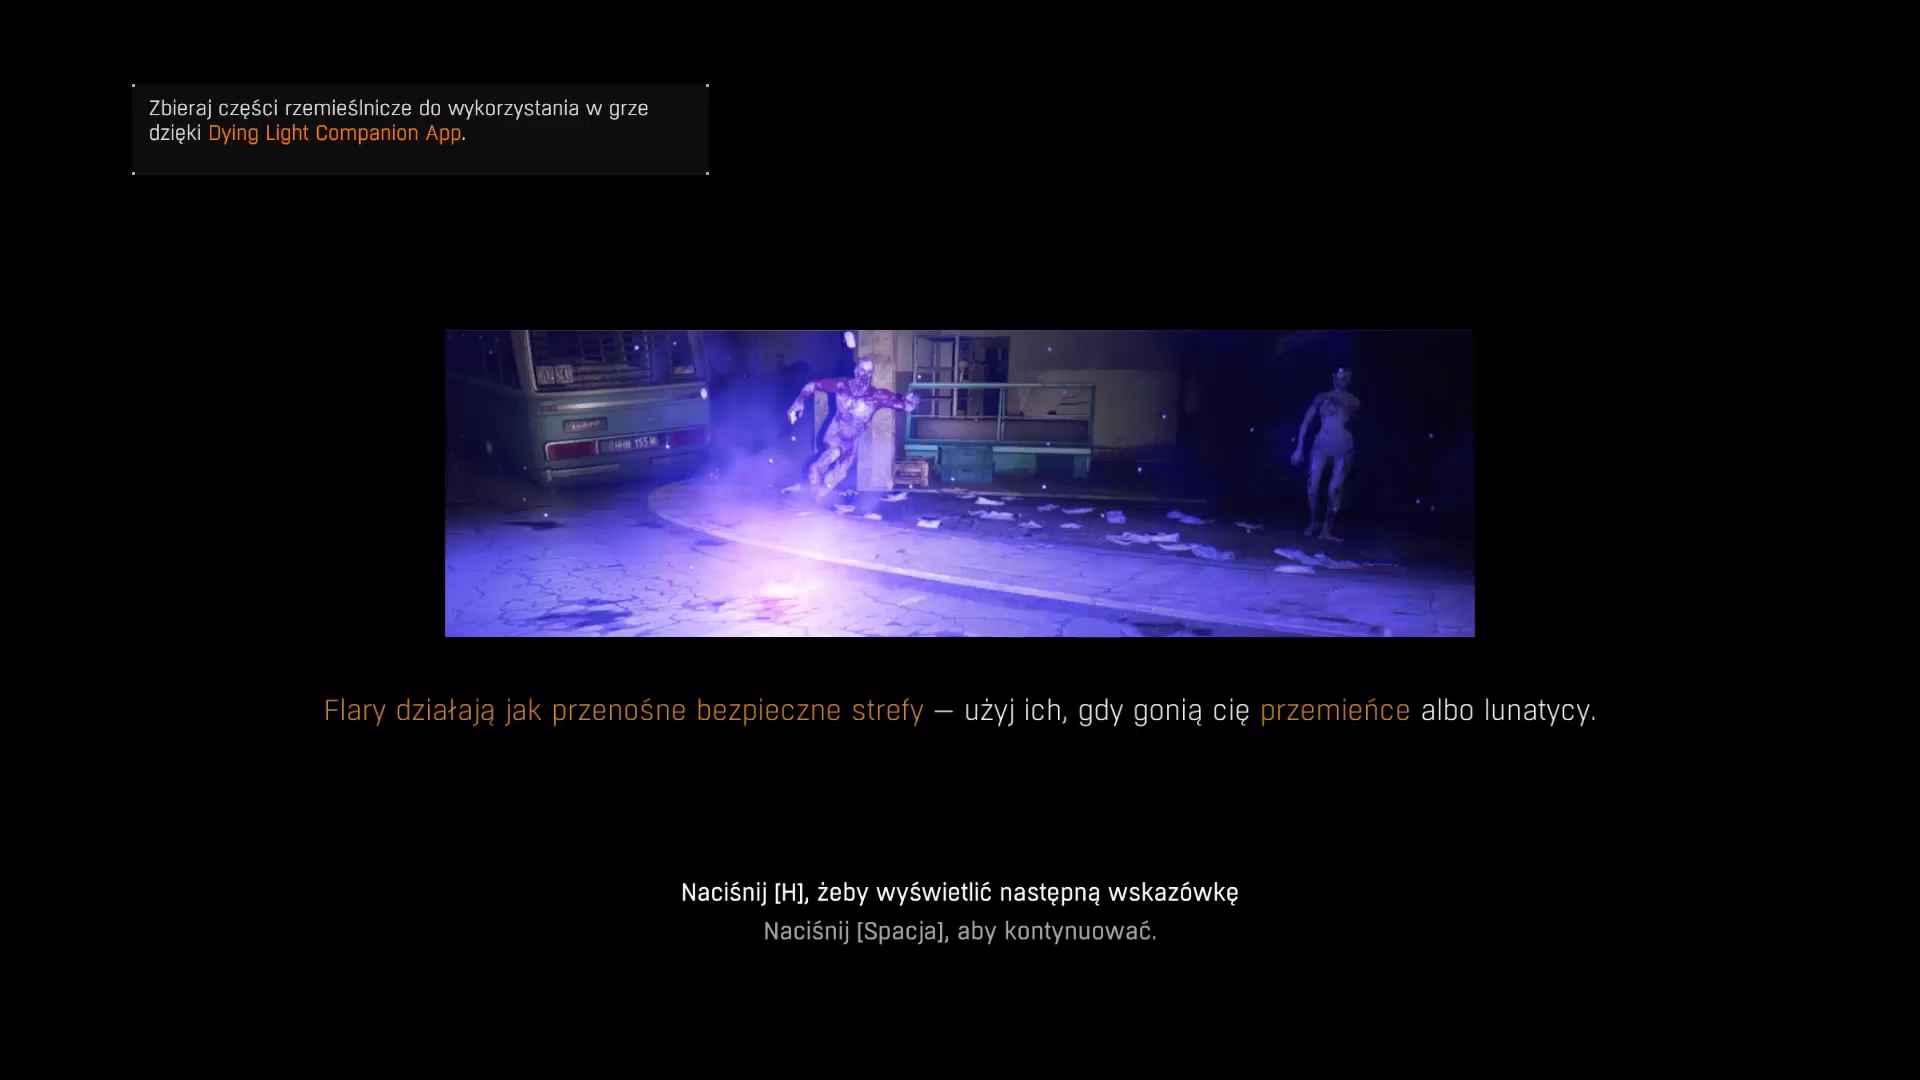 Zbieraj części rzemieślnicze do wykorzystania w grze
dzięki Dying Light Companion App.
Flary działają jak przenośne bezpieczne strefy — użyj ich, gdy gonią cię przemieńce albo lunatycy.
Naciśnij [H], żeby wyświetlić następną wskazówkę
Naciśnij [Spacja], aby kontynuować.